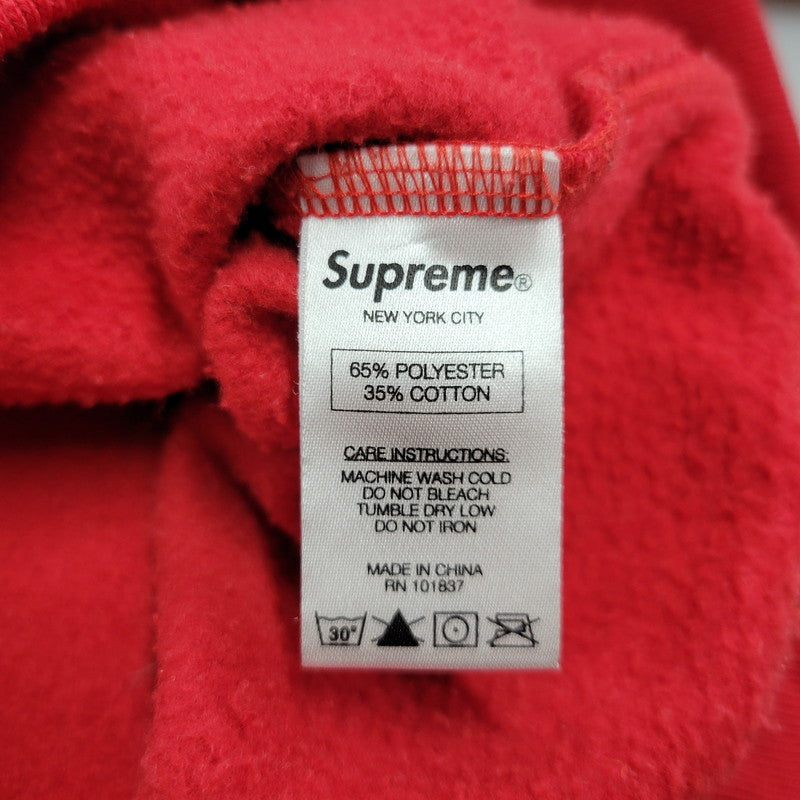 Supreme®
NEW YORK CITY
65% POLYESTER
35% COTTON
CARE INSTRUCTIONS:
MACHINE WASH COLD
DO NOT BLEACH
TUMBLE DRY LOW
DO NOT IRON
MADE IN CHINA
RN 101837
30°